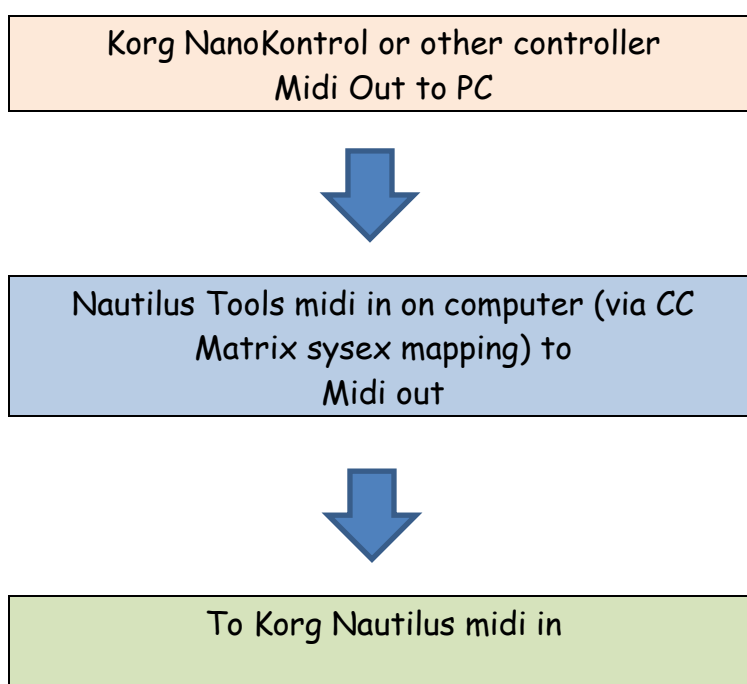 Korg NanoKontrol or other controller
Midi Out to PC
Nautilus Tools midi in on computer (via CC
Matrix sysex mapping) to
Midi out
To Korg Nautilus midi in